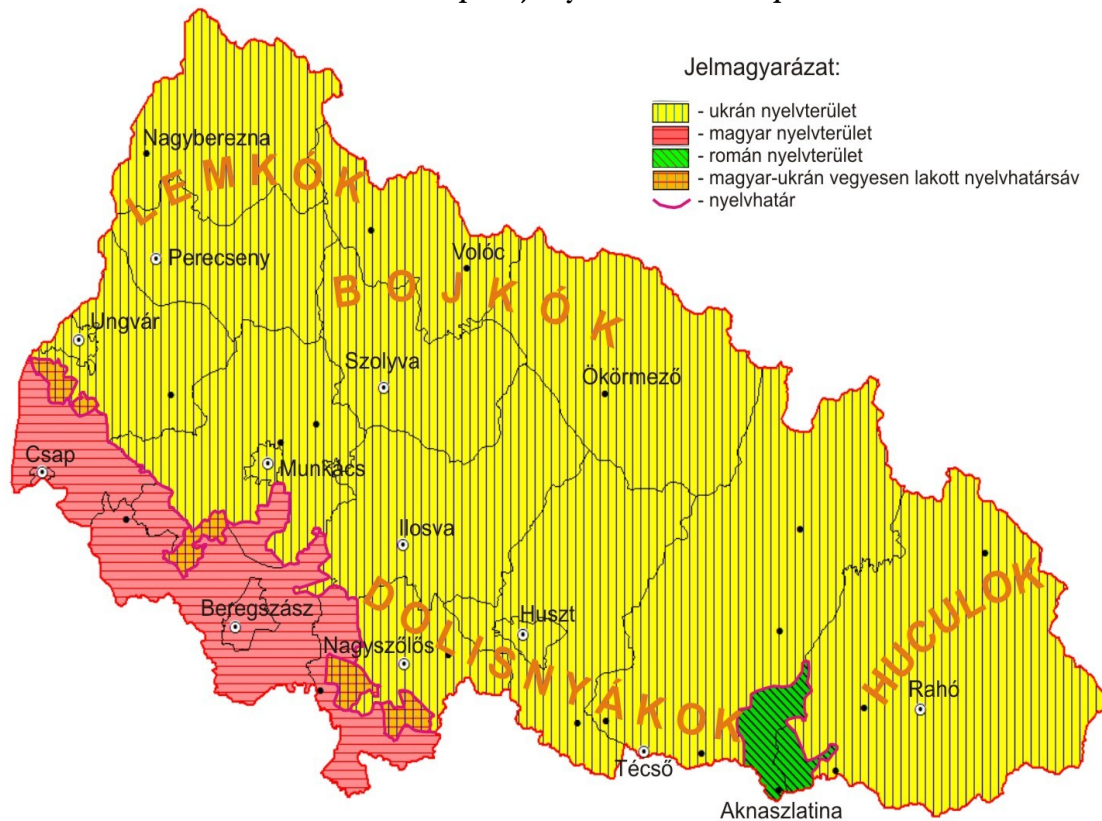 Jelmagyarázat:
- ukrán nyelvterület
- magyar nyelvterület
- román nyelvterület
- magyar-ukrán vegyesen lakott nyelvhatársáv
- nyelvhatár
Nagyberezna
LEMKÓK
Perecseny
Volóc
BOJKÓK
Ungvár
Szolyva
Ökörmező
Csap
Munkács
Ilosva
DOLISNYÁKOK
Huszt
HUCULOK
Beregszász
Nagyszőlős
Rahó
Técső
Aknaszlatina